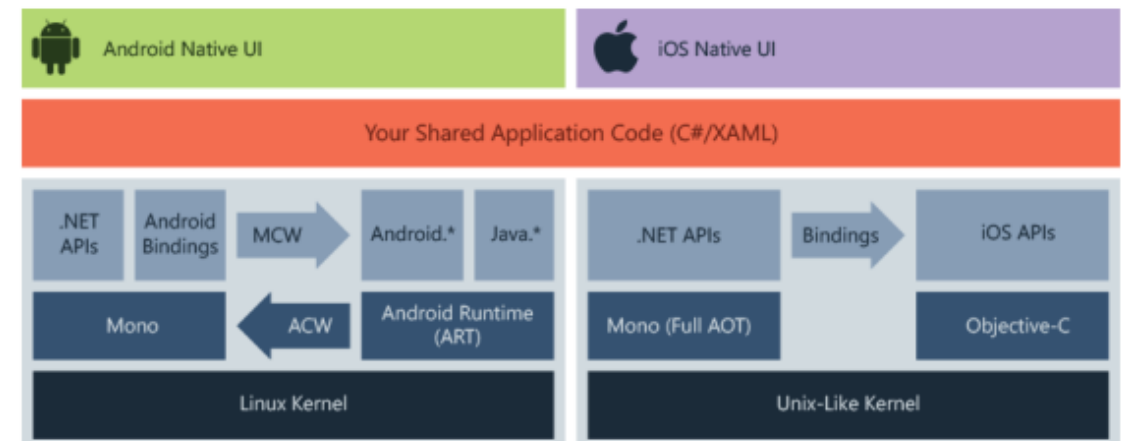 Android Native UI
iOS Native UI
Your Shared Application Code (C#/XAML)
.NET
APIs
Android
Bindings
MCW
Android.*
Java.*
Mono
ACW
Android Runtime
(ART)
Linux Kernel
.NET APIs
Bindings
iOS APIs
Mono (Full AOT)
Objective-C
Unix-Like Kernel